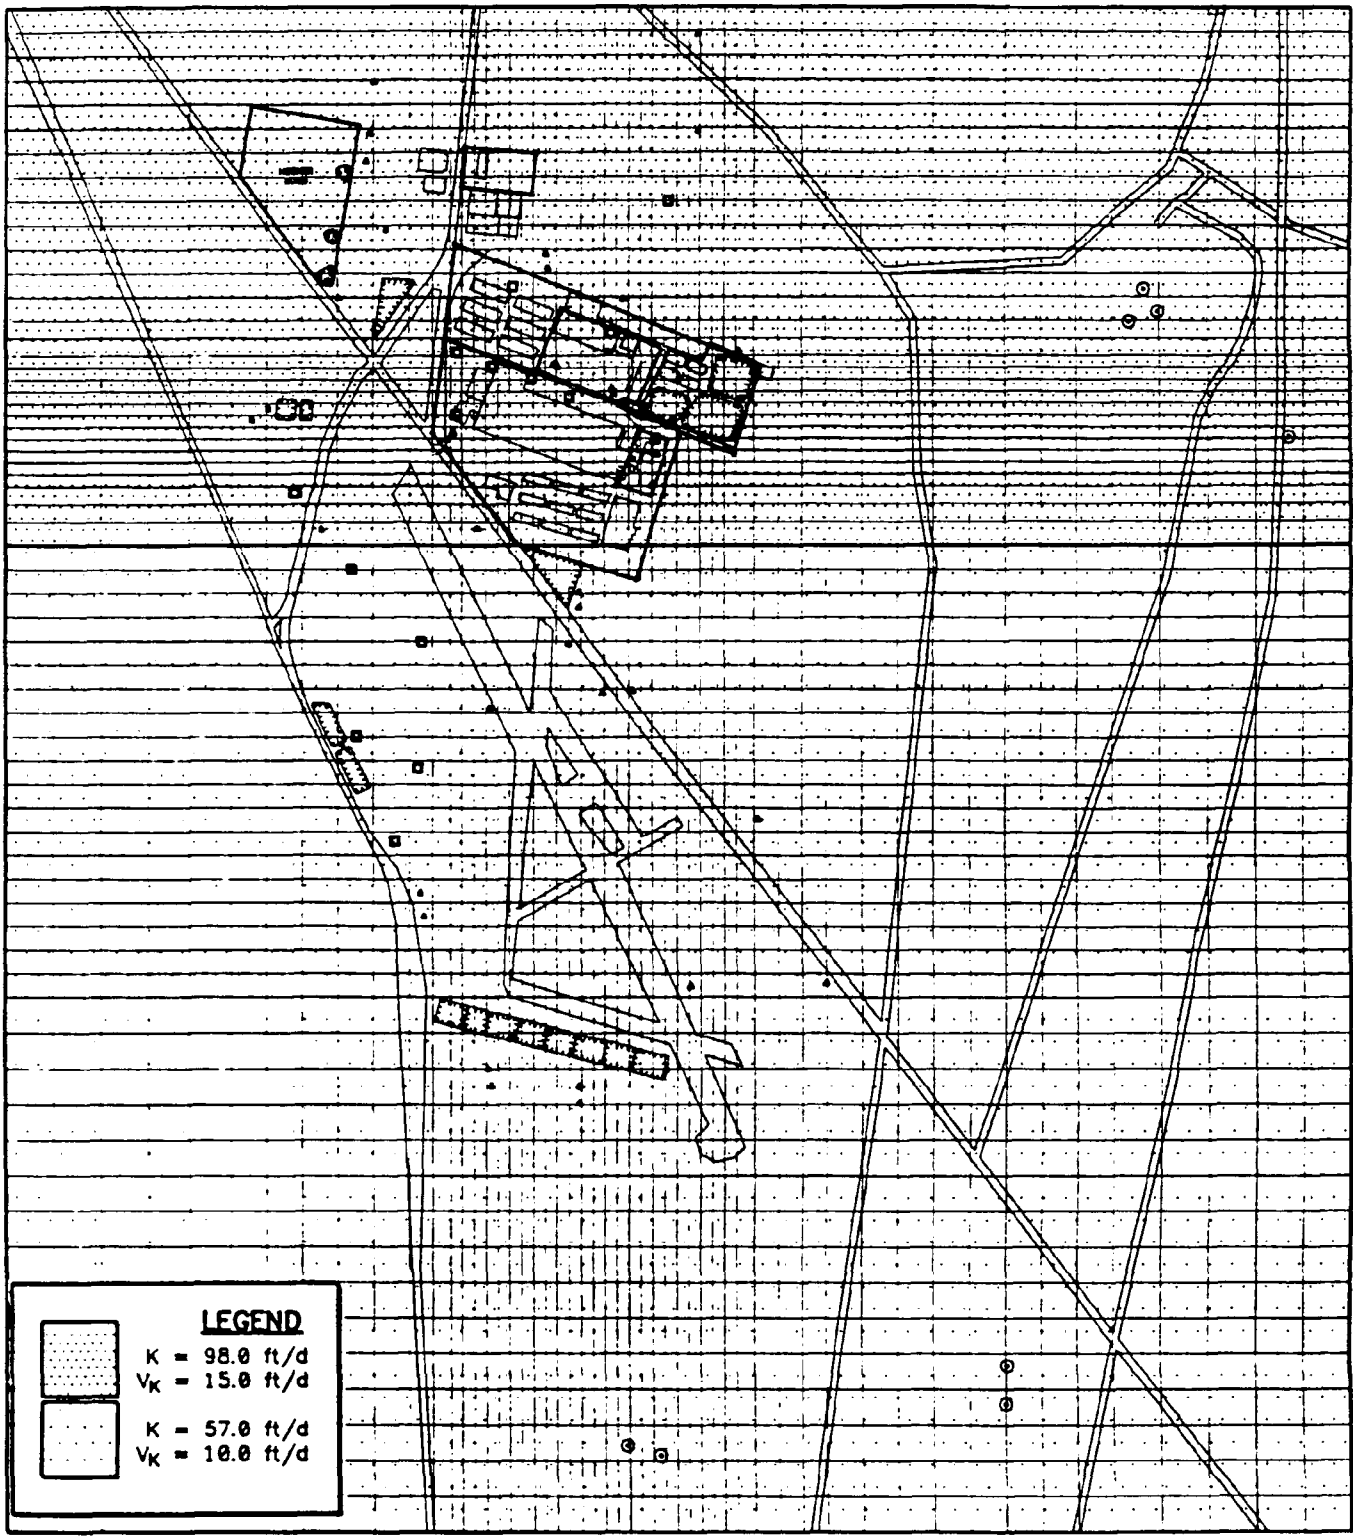 LEGEND
K = 98.0 ft/d
VK = 15.0 ft/d
K = 57.0 ft/d
VK = 10.0 ft/d